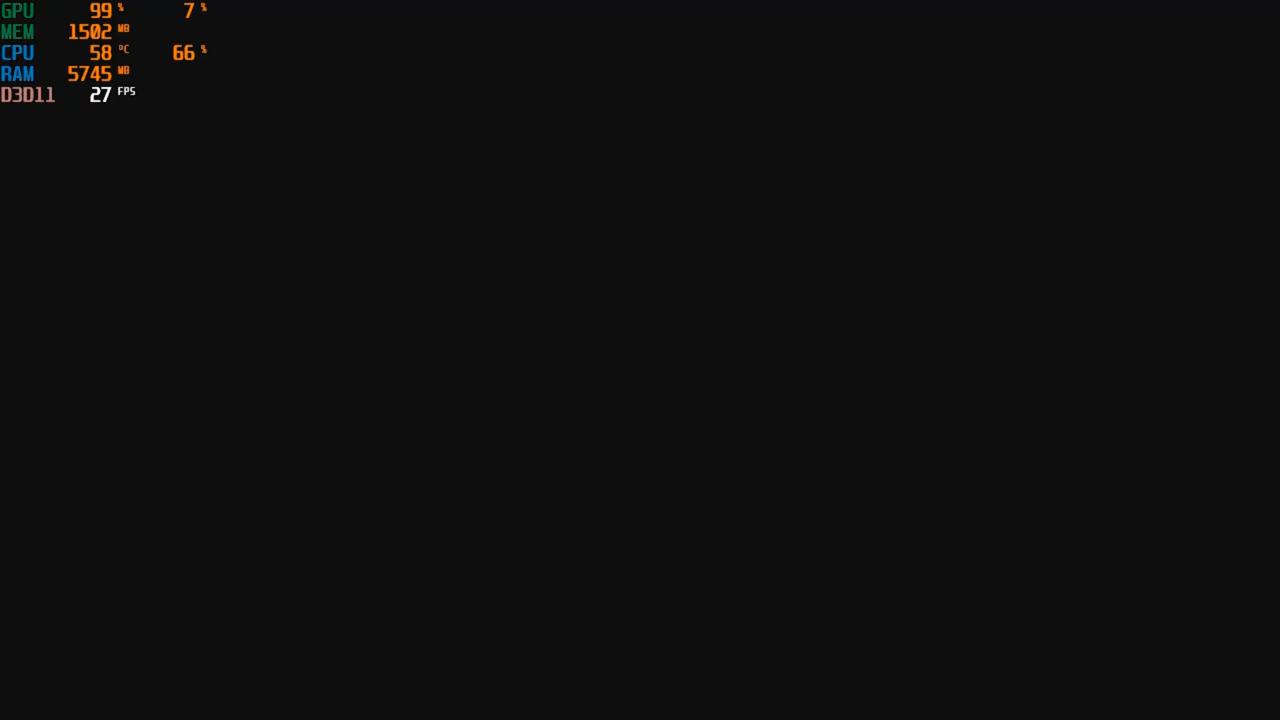 GPU 99 % 7 %
MEM 1502 MB
CPU 58 °C 66 %
RAM 5745 MB
D3D11 27 FPS